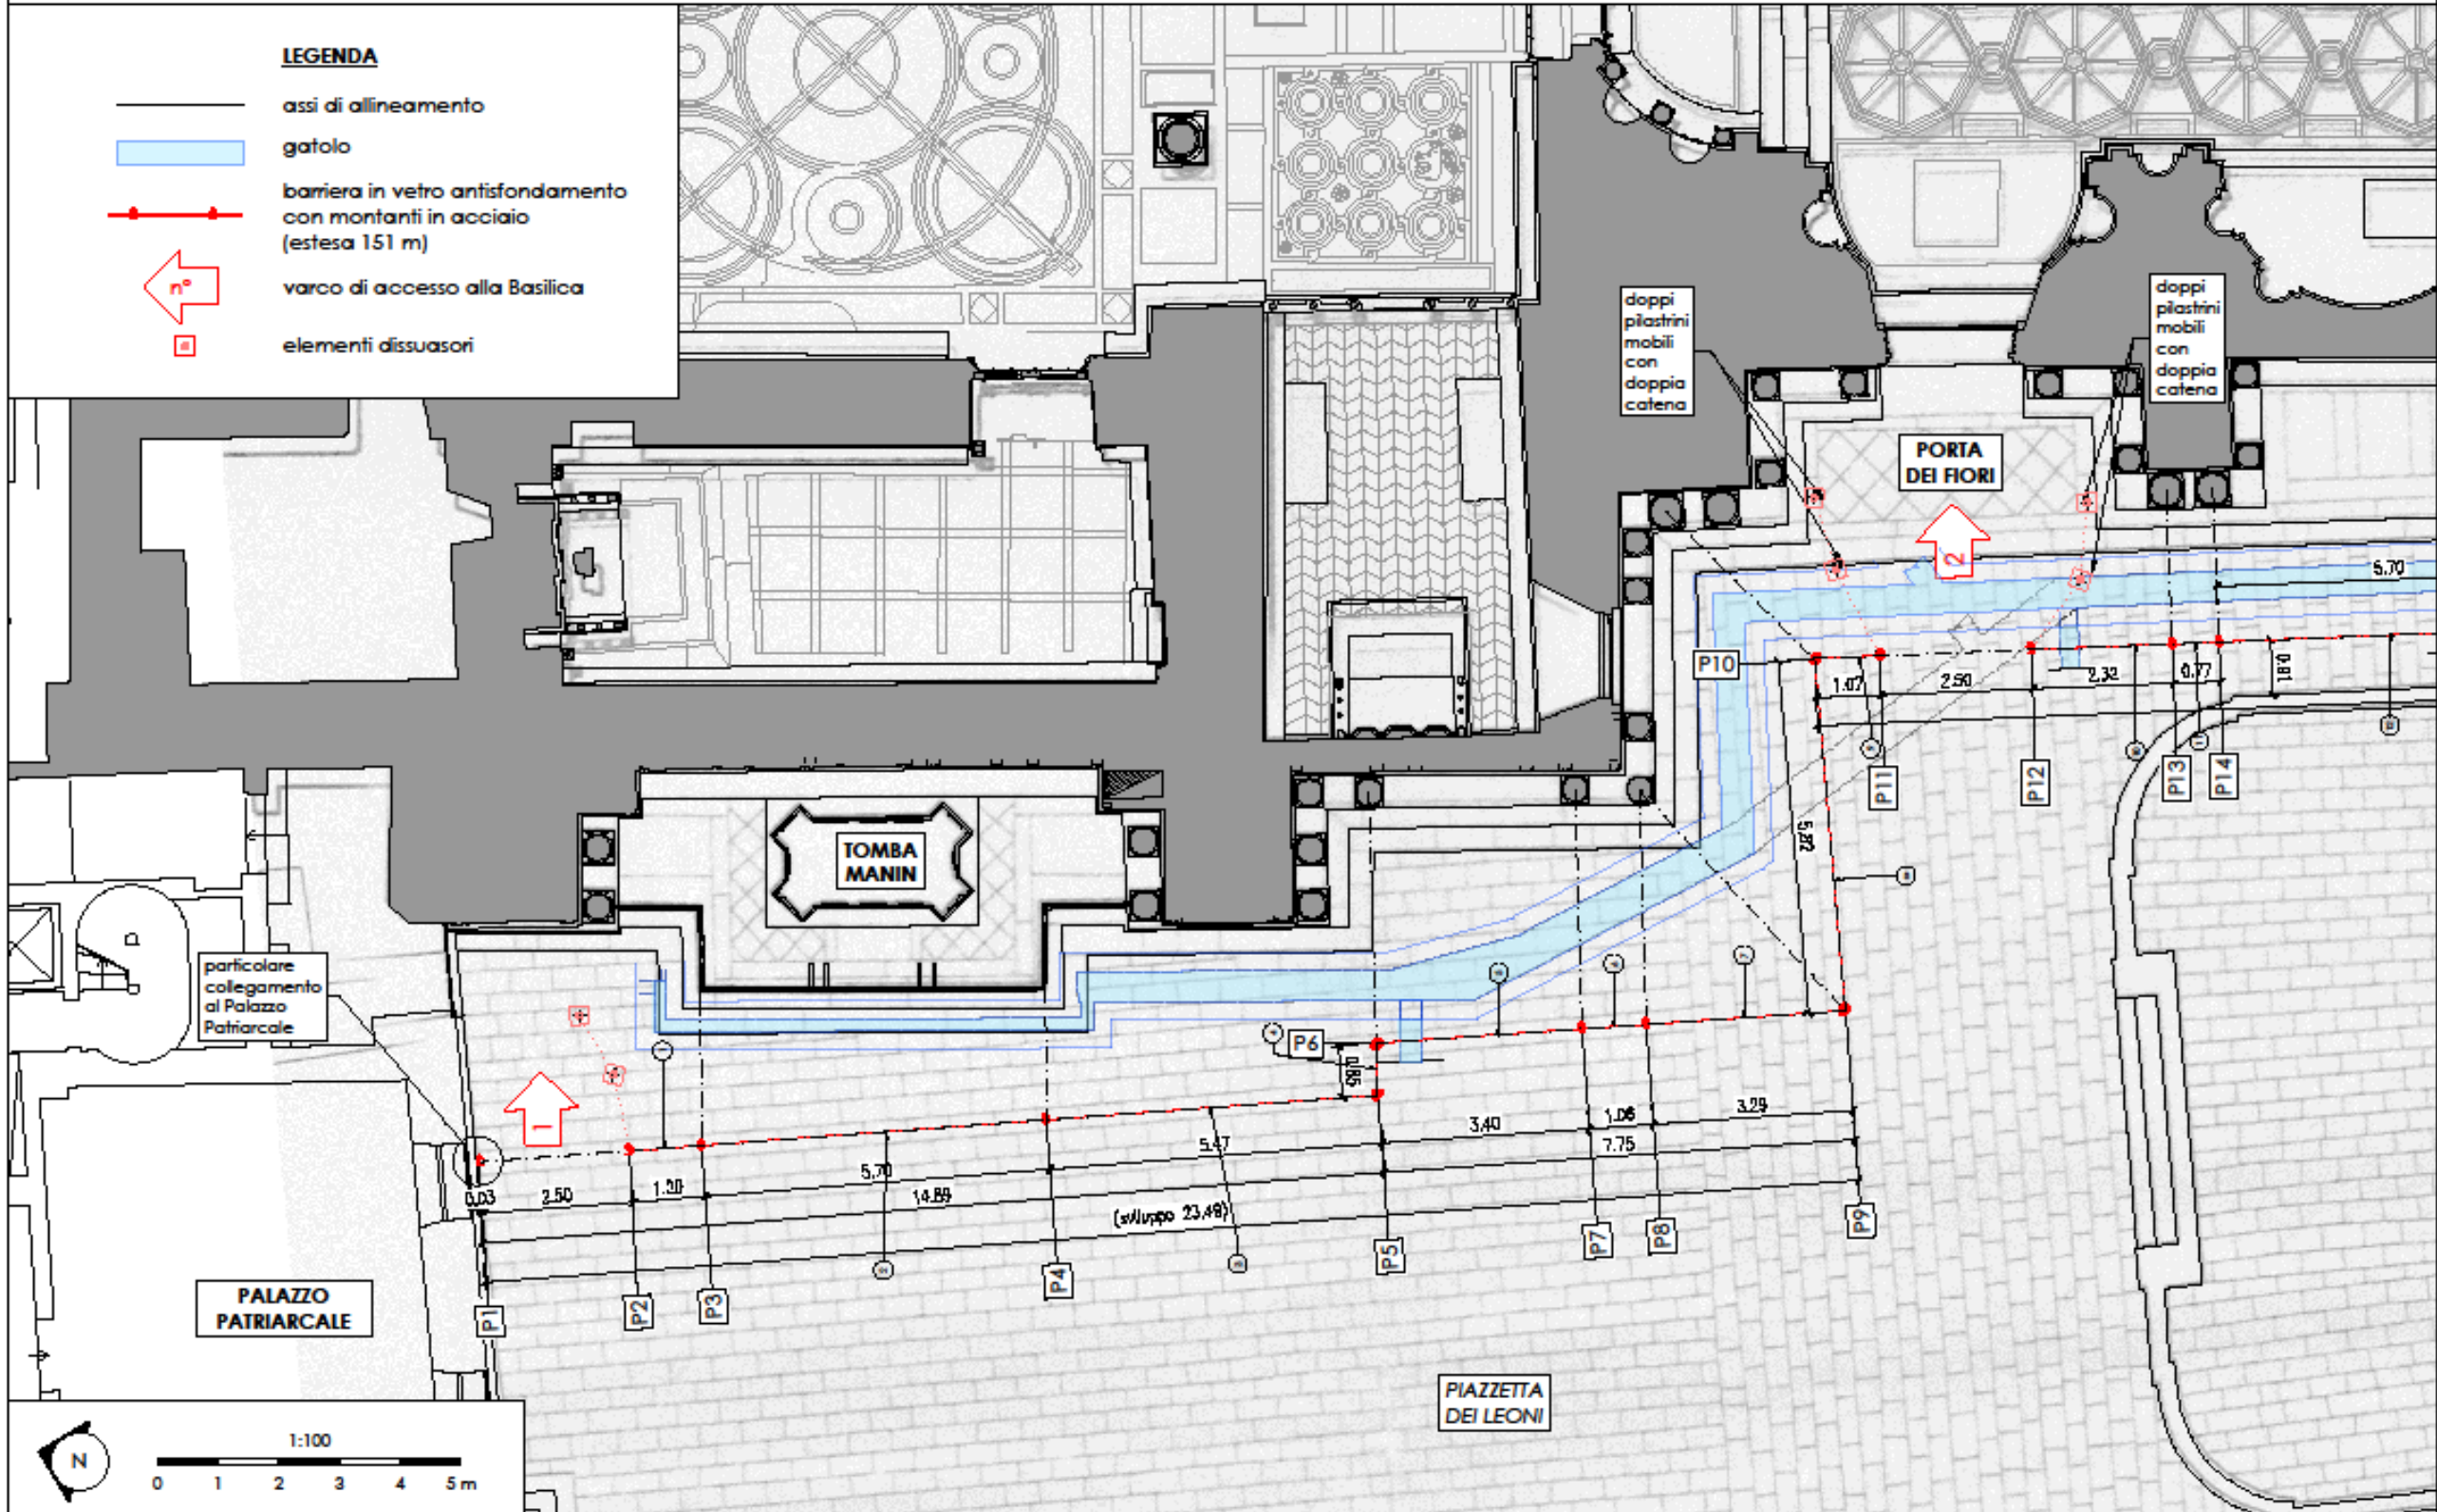 LEGENDA
assi di allineamento
gatolo
barriera in vetro antisfondamento
con montanti in acciaio
(estesa 151 m)
n°
varco di accesso alla Basilica
elementi dissuasori
doppi
pilastrini
mobili
con
doppia
catena
doppi
pilastrini
mobili
con
doppia
catena
PORTA
DEI FIORI
2
5.70
P10
1.07
2.50
2.32
0.77
0.81
P11
P12
P13
P14
TOMBA
MANIN
particolare
collegamento
al Palazzo
Patriarcale
1
P6
0.85
0.03
2.50
5.70
5.47
3.40
1.06
3.29
14.69
7.75
(sviluppo 23.49)
P1
P2
P3
P4
P5
P7
P8
P9
PALAZZO
PATRIARCALE
PIAZZETTA
DEI LEONI
N
1:100
0 1 2 3 4 5 m